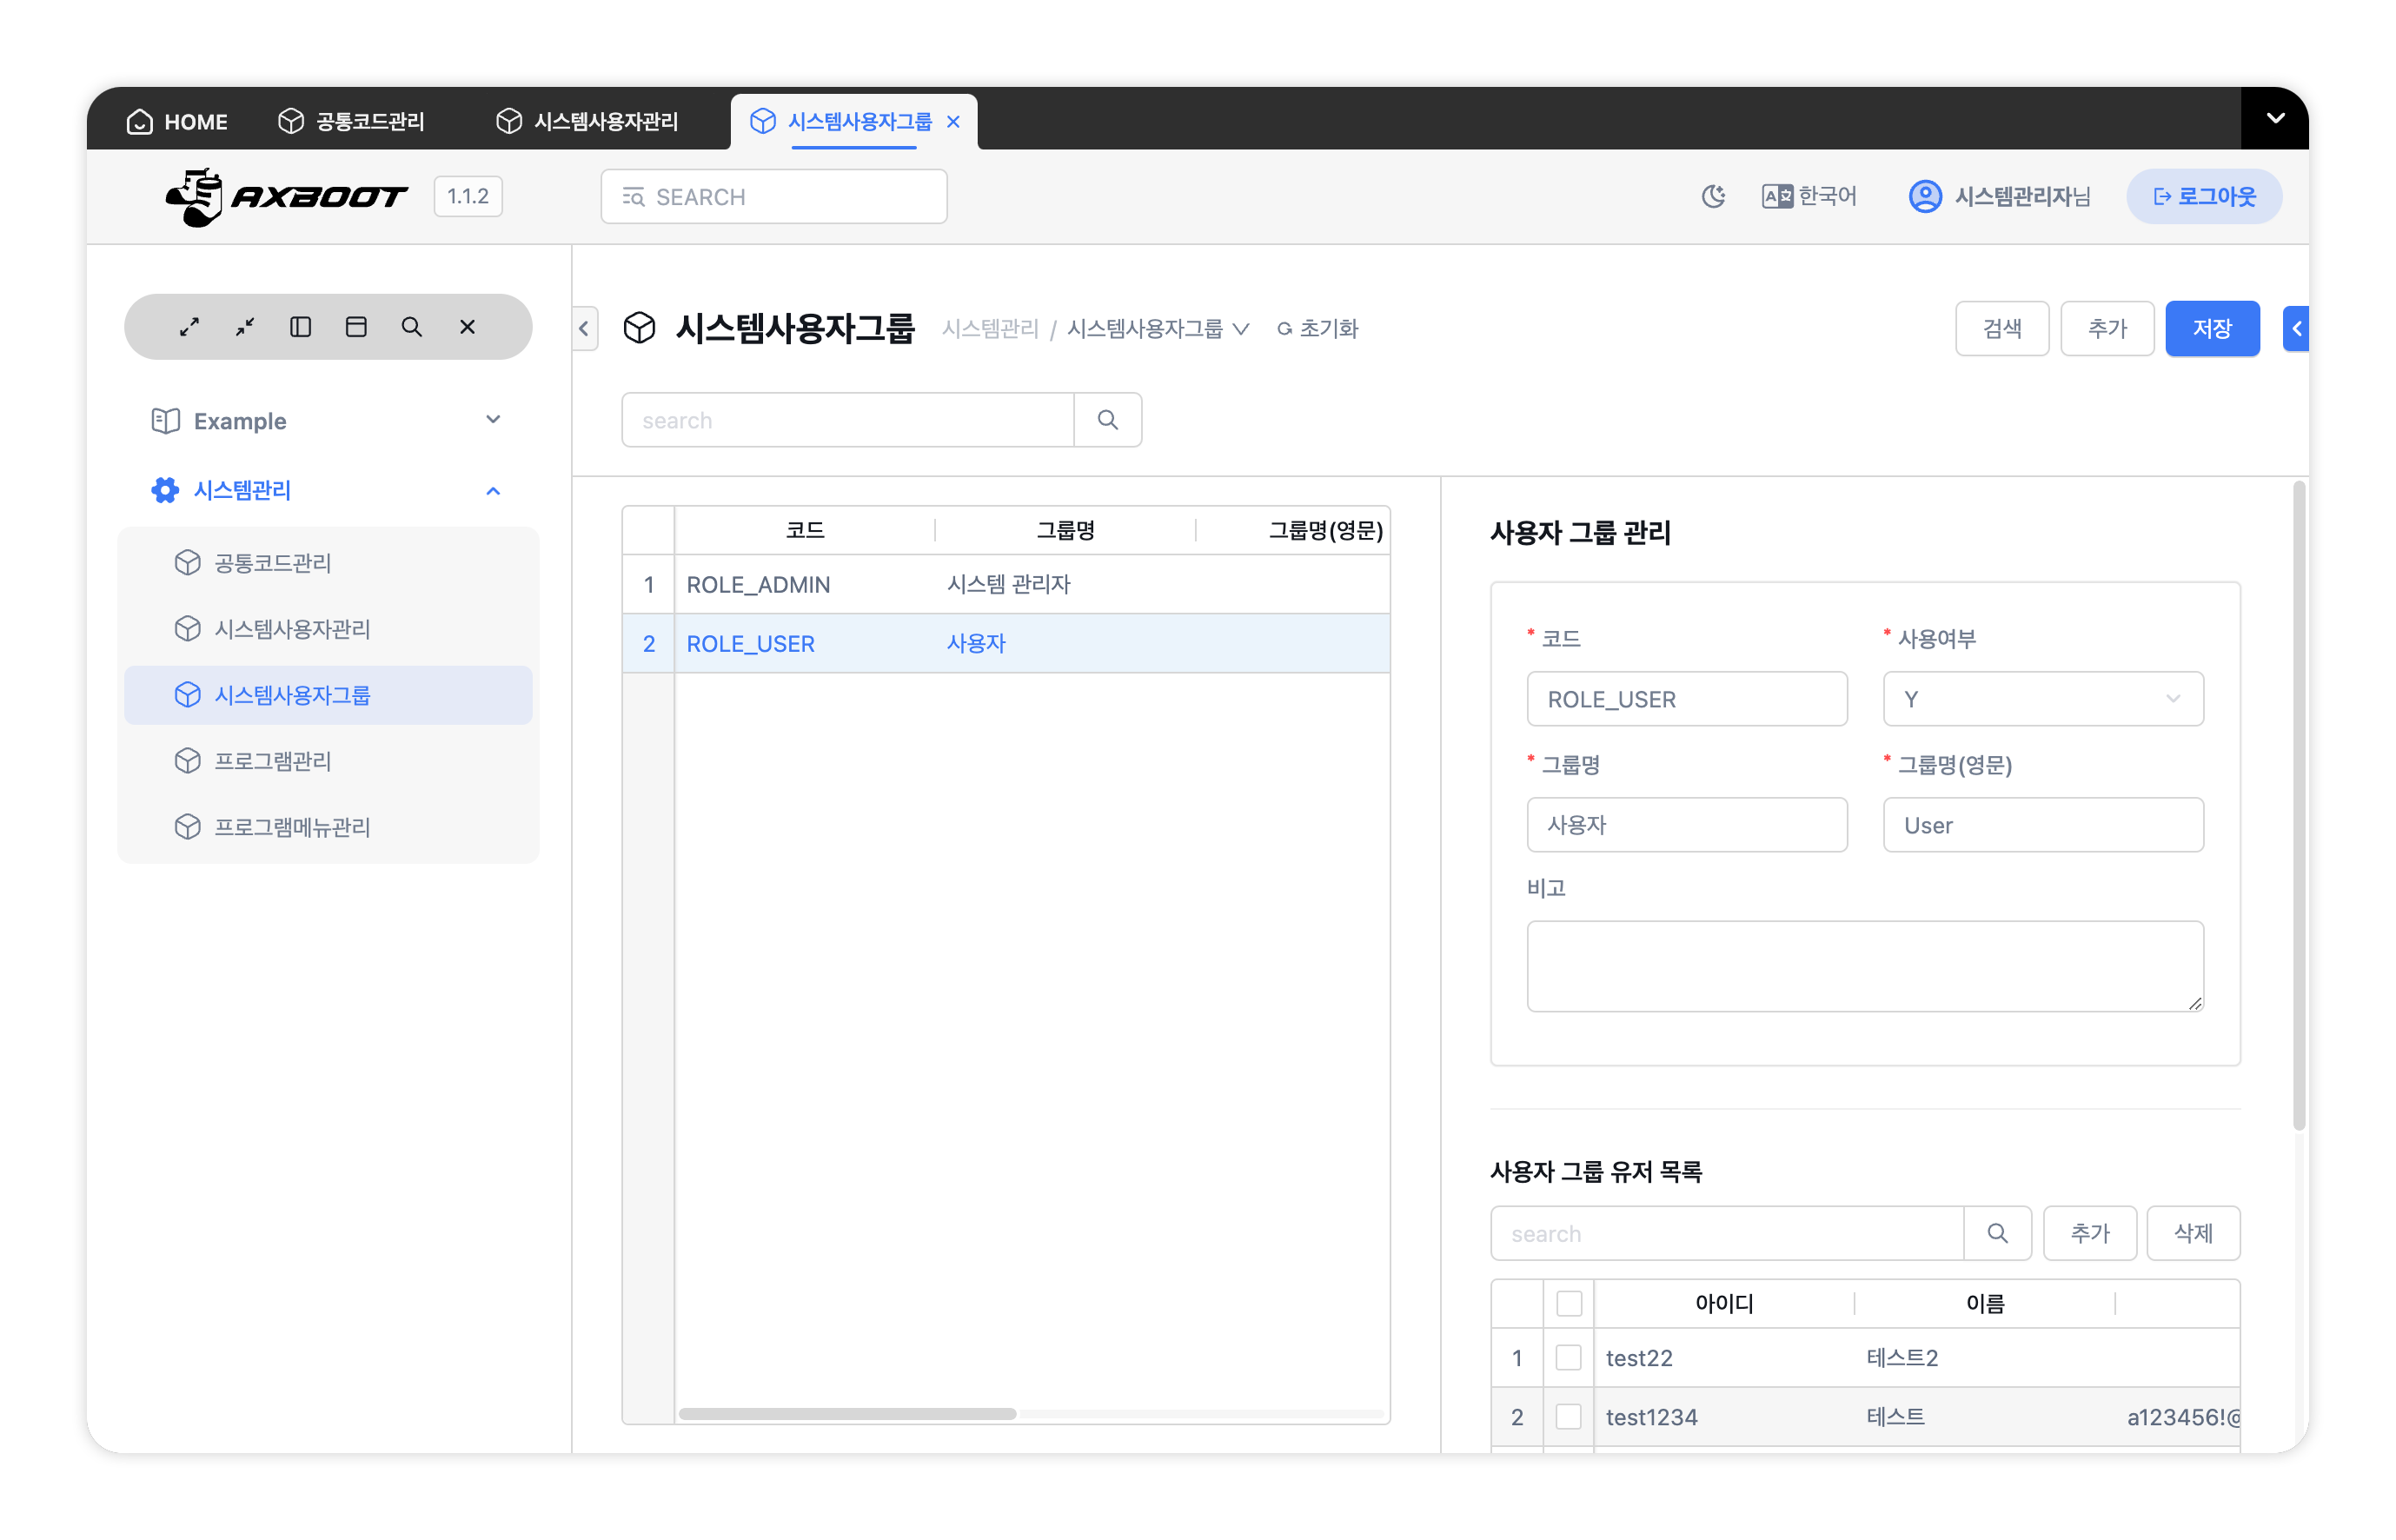 HOME 공통코드관리 시스템사용자관리 시스템사용자그룹
AXBOOT 1.1.2 SEARCH 한국어 시스템관리자님 로그아웃
Example
시스템관리
공통코드관리
시스템사용자관리
시스템사용자그룹
프로그램관리
프로그램메뉴관리
시스템사용자그룹 시스템관리 / 시스템사용자그룹 초기화 검색 추가 저장
search
코드 그룹명 그룹명(영문)
1 ROLE_ADMIN 시스템 관리자
2 ROLE_USER 사용자
사용자 그룹 관리
* 코드 * 사용여부
ROLE_USER Y
* 그룹명 * 그룹명(영문)
사용자 User
비고
사용자 그룹 유저 목록
search 추가 삭제
아이디 이름
1 test22 테스트2
2 test1234 테스트 a123456!@